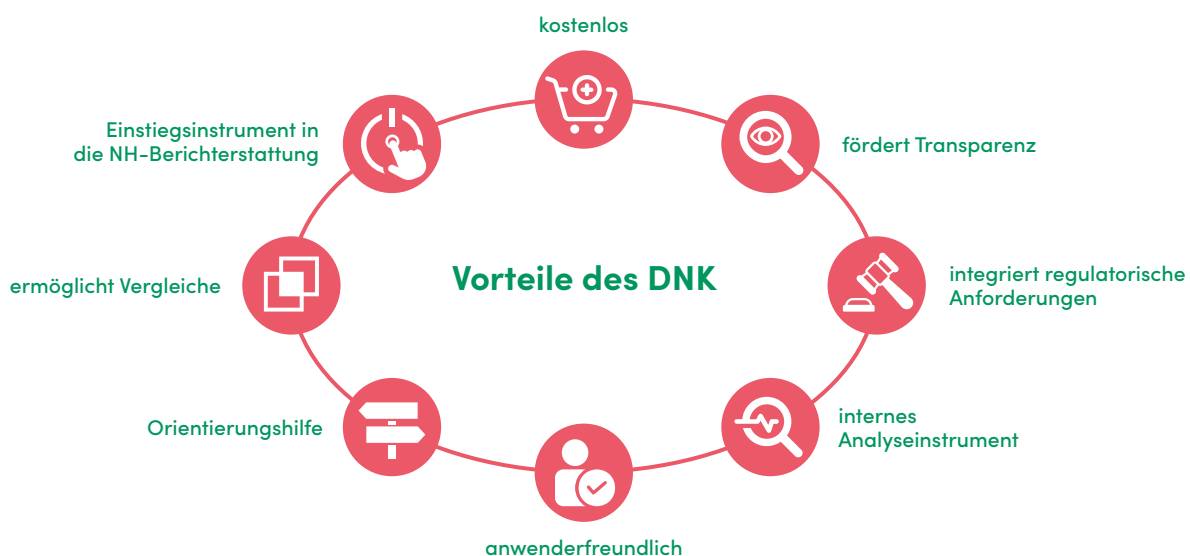 kostenlos
Einstiegsinstrument in
die NH-Berichterstattung
fördert Transparenz
ermöglicht Vergleiche
Vorteile des DNK
integriert regulatorische
Anforderungen
Orientierungshilfe
internes
Analyseinstrument
anwenderfreundlich